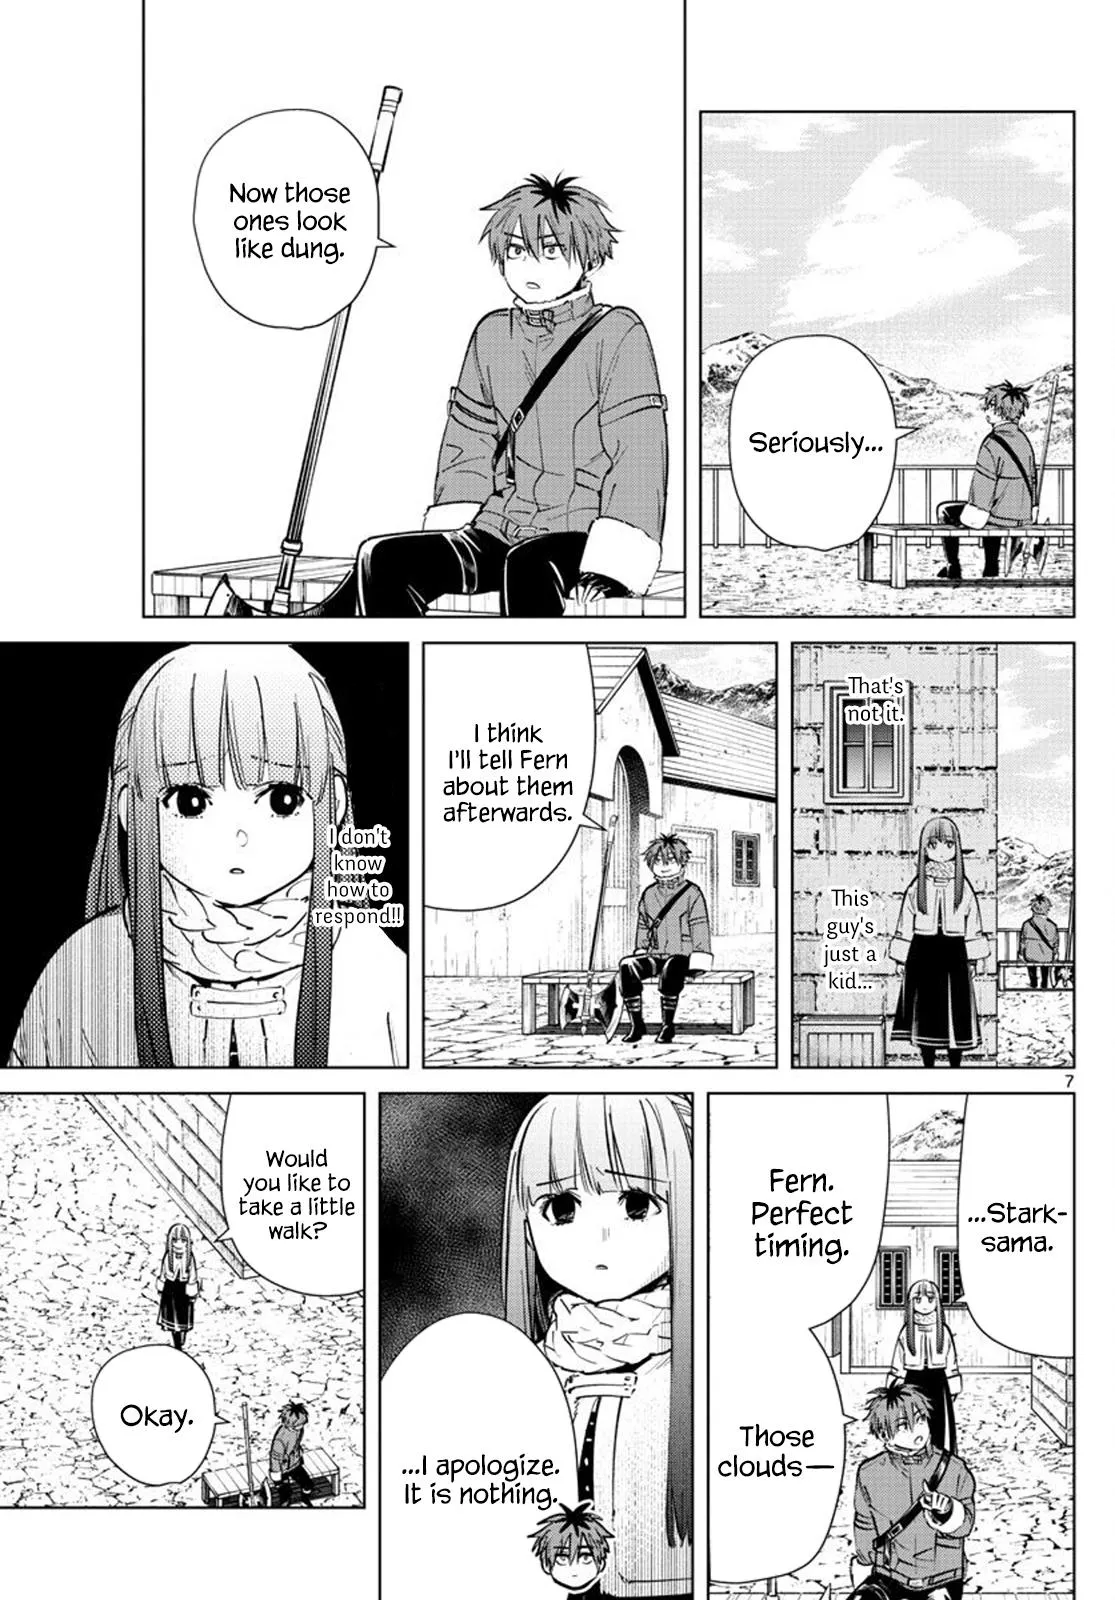 Seriously...
Now those
ones look
like dung.
That's
not it.
This
guy's
just a
kid...
I think
I'll tell Fern
about them
afterwards.
I don't
know
how to
respond!!
7
...Stark-
sama.
Fern.
Perfect
timing.
Those
clouds—
...I apologize.
It is nothing.
Would
you like to
take a little
walk?
Okay.